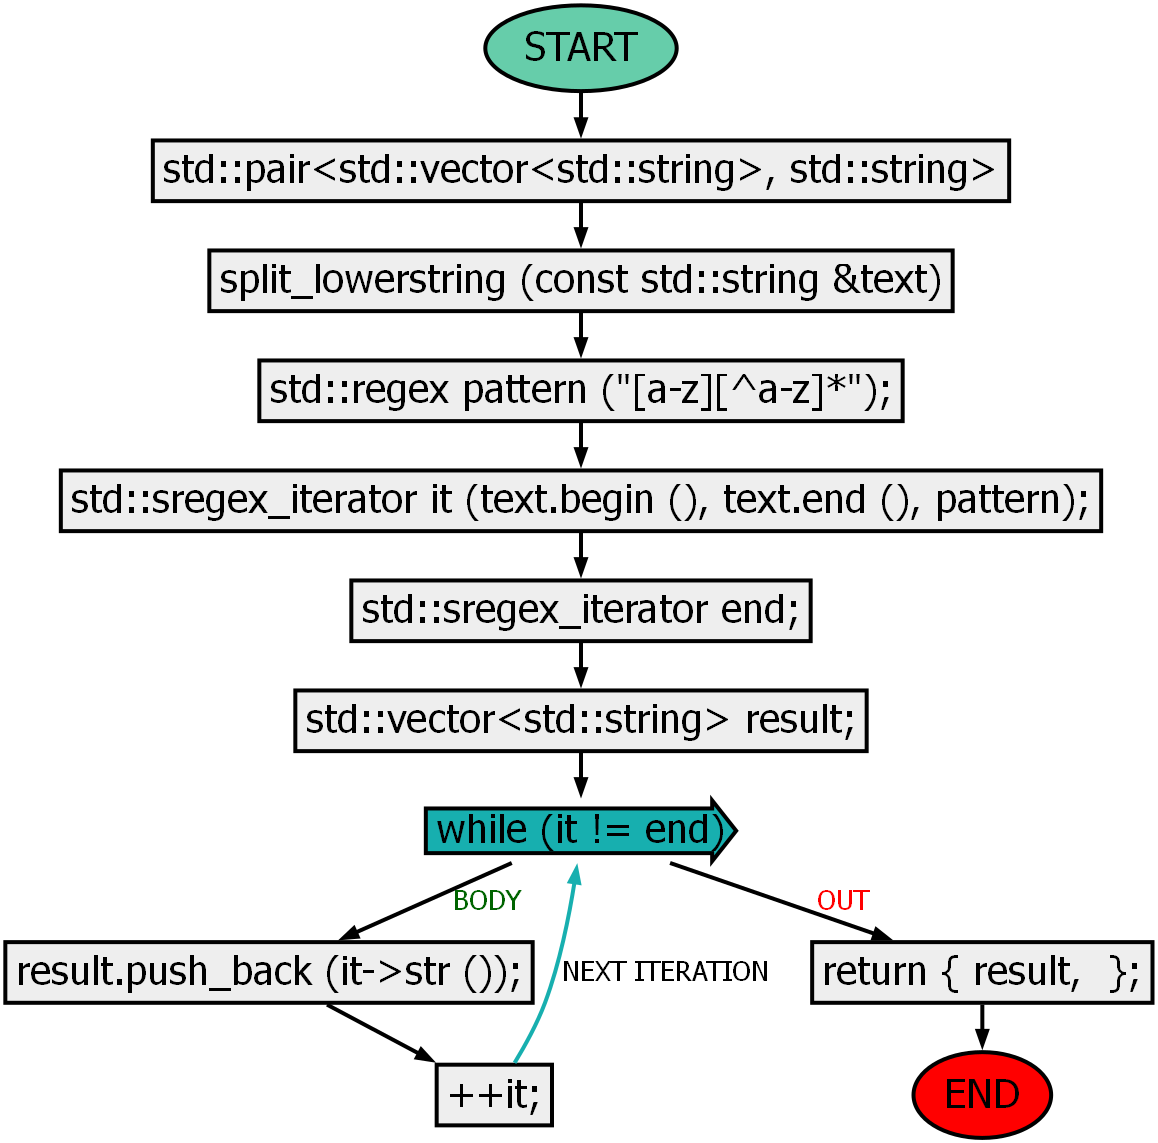 START
std::pair<std::vector<std::string>, std::string>
split_lowerstring (const std::string &text)
std::regex pattern ("[a-z][^a-z]*");
std::sregex_iterator it (text.begin (), text.end (), pattern);
std::sregex_iterator end;
std::vector<std::string> result;
while (it != end)
BODY
OUT
result.push_back (it->str ());
NEXT ITERATION
return { result,  };
++it;
END